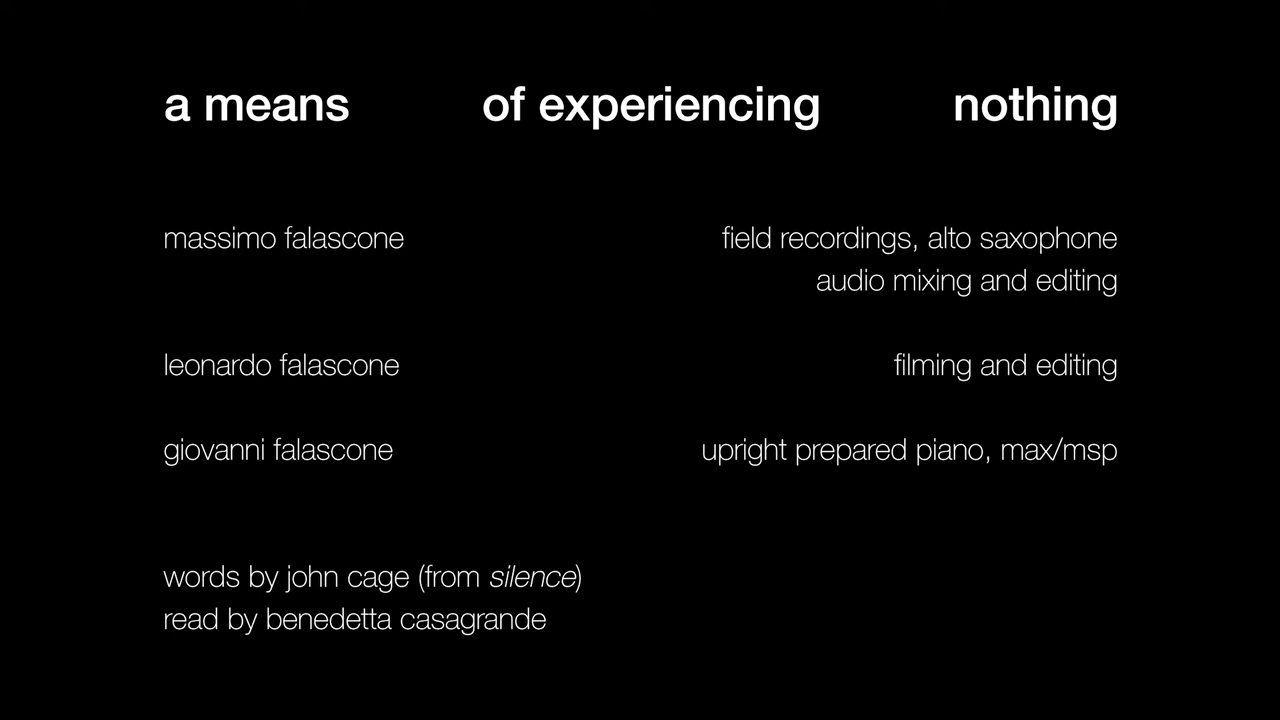 a means of experiencing nothing
massimo falascone field recordings, alto saxophone
audio mixing and editing
leonardo falascone filming and editing
giovanni falascone upright prepared piano, max/msp
words by john cage (from silence)
read by benedetta casagrande